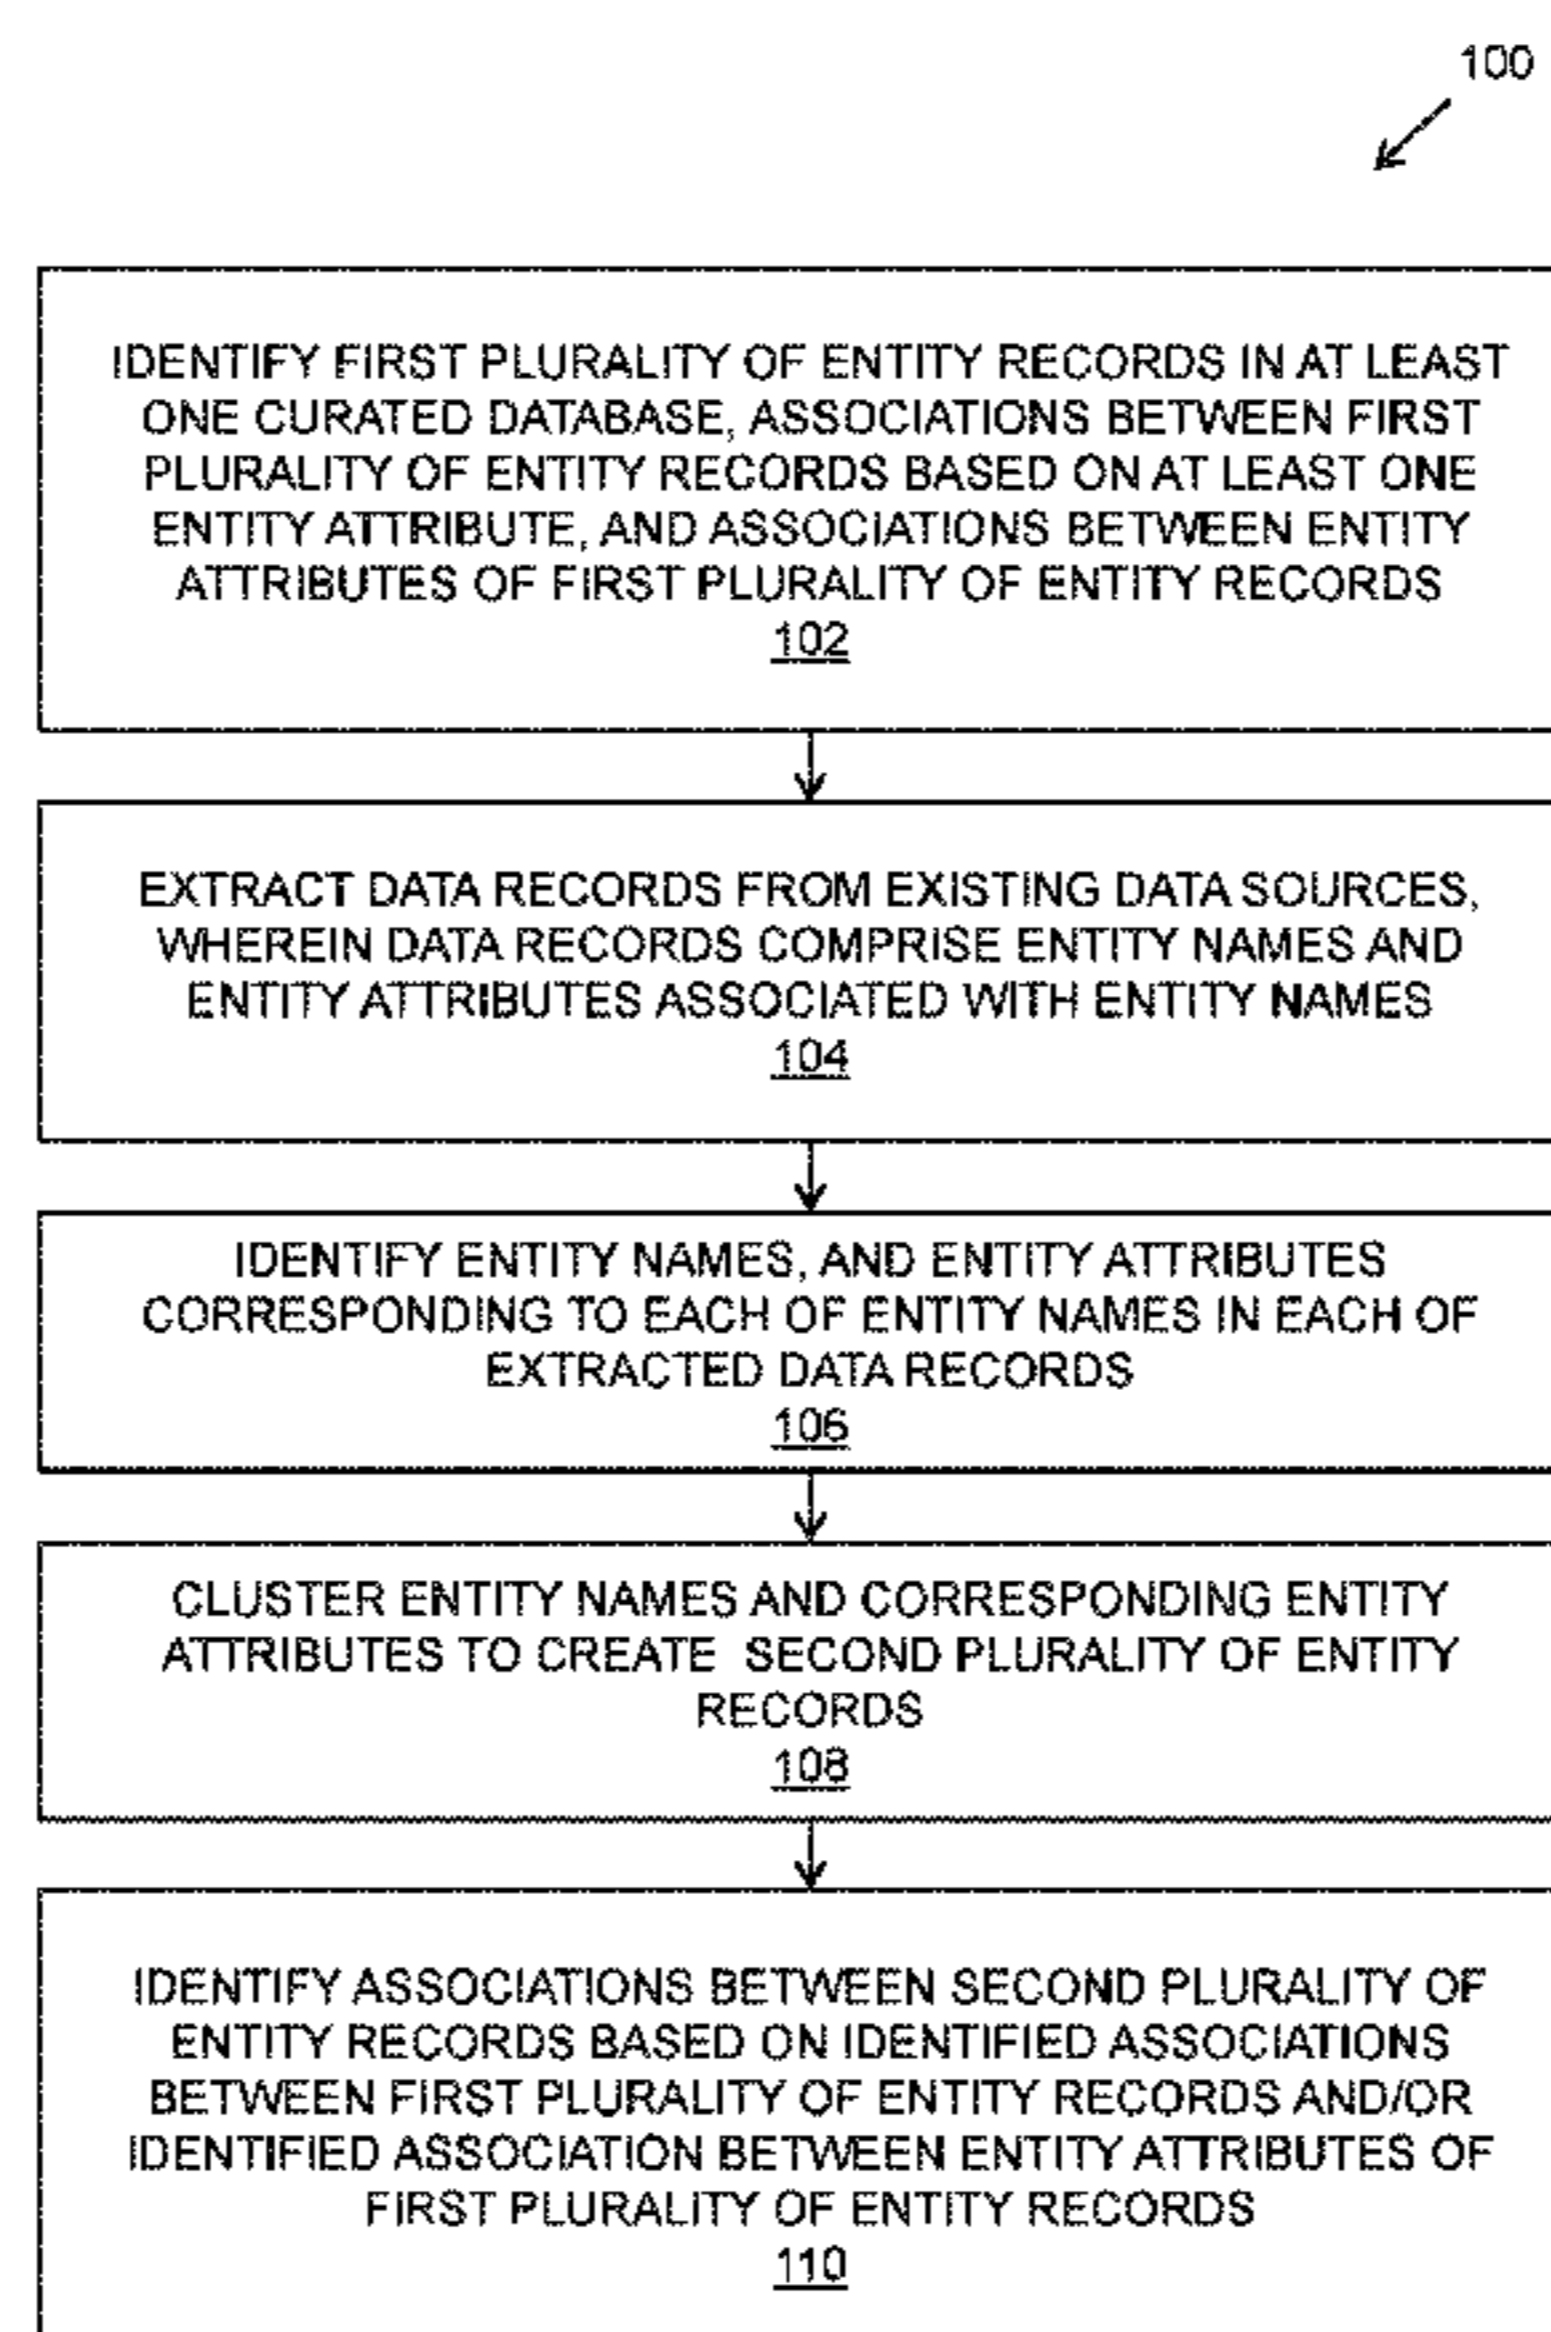 100
IDENTIFY FIRST PLURALITY OF ENTITY RECORDS IN AT LEAST
ONE CURATED DATABASE, ASSOCIATIONS BETWEEN FIRST
PLURALITY OF ENTITY RECORDS BASED ON AT LEAST ONE
ENTITY ATTRIBUTE, AND ASSOCIATIONS BETWEEN ENTITY
ATTRIBUTES OF FIRST PLURALITY OF ENTITY RECORDS
102
EXTRACT DATA RECORDS FROM EXISTING DATA SOURCES,
WHEREIN DATA RECORDS COMPRISE ENTITY NAMES AND
ENTITY ATTRIBUTES ASSOCIATED WITH ENTITY NAMES
104
IDENTIFY ENTITY NAMES, AND ENTITY ATTRIBUTES
CORRESPONDING TO EACH OF ENTITY NAMES IN EACH OF
EXTRACTED DATA RECORDS
106
CLUSTER ENTITY NAMES AND CORRESPONDING ENTITY
ATTRIBUTES TO CREATE SECOND PLURALITY OF ENTITY
RECORDS
108
IDENTIFY ASSOCIATIONS BETWEEN SECOND PLURALITY OF
ENTITY RECORDS BASED ON IDENTIFIED ASSOCIATIONS
BETWEEN FIRST PLURALITY OF ENTITY RECORDS AND/OR
IDENTIFIED ASSOCIATION BETWEEN ENTITY ATTRIBUTES OF
FIRST PLURALITY OF ENTITY RECORDS
110